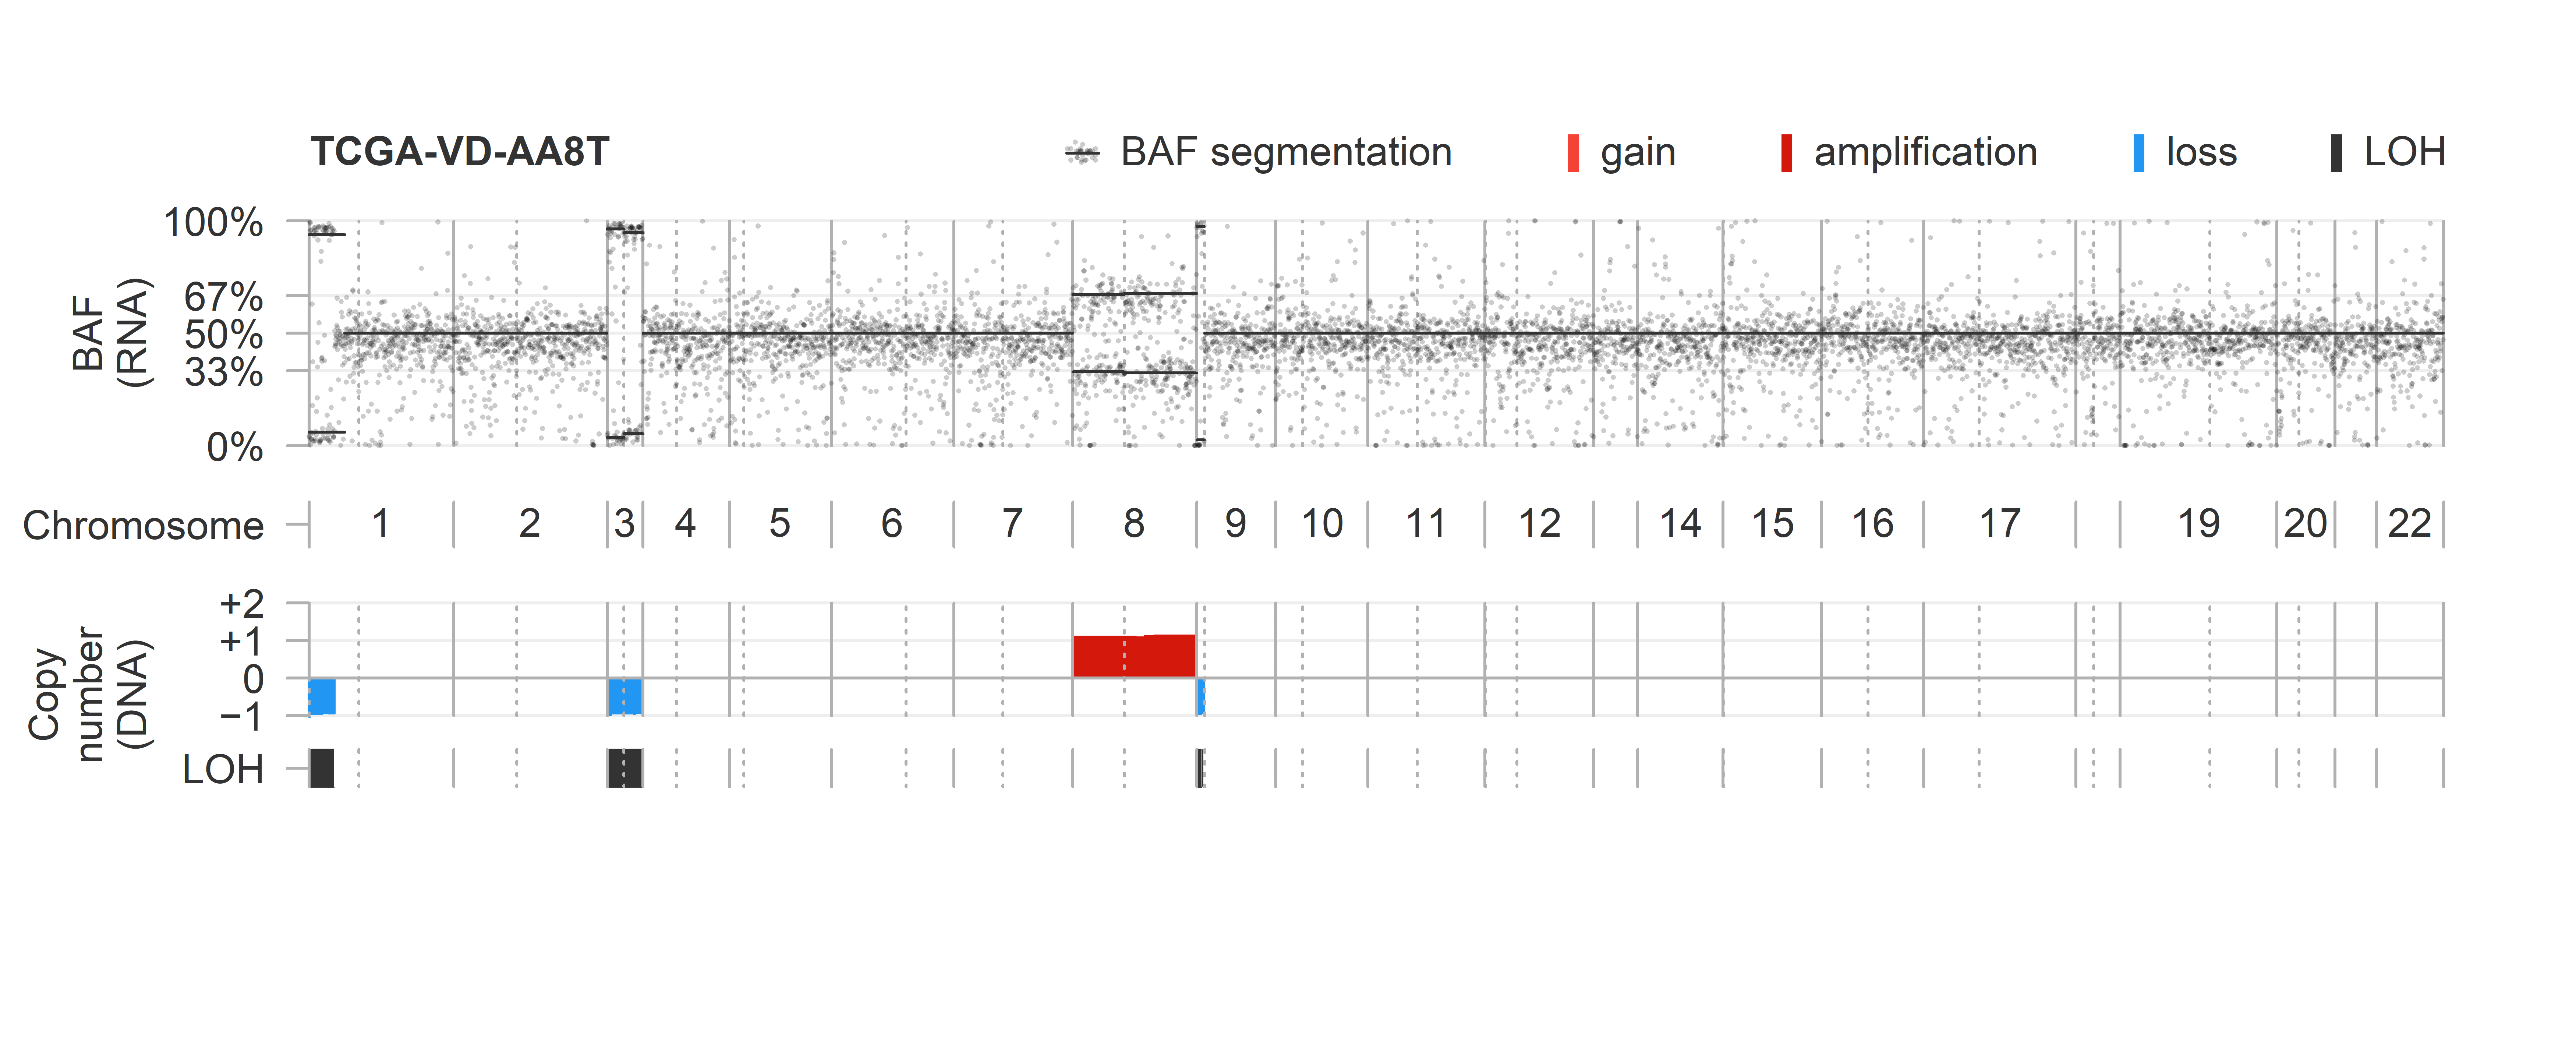 TCGA-VD-AA8T
BAF segmentation gain amplification loss LOH
BAF
(RNA)
100%
67%
50%
33%
0%
Chromosome 1 2 3 4 5 6 7 8 9 10 11 12 14 15 16 17 19 20 22
Copy
number
(DNA)
+2
+1
0
−1
LOH